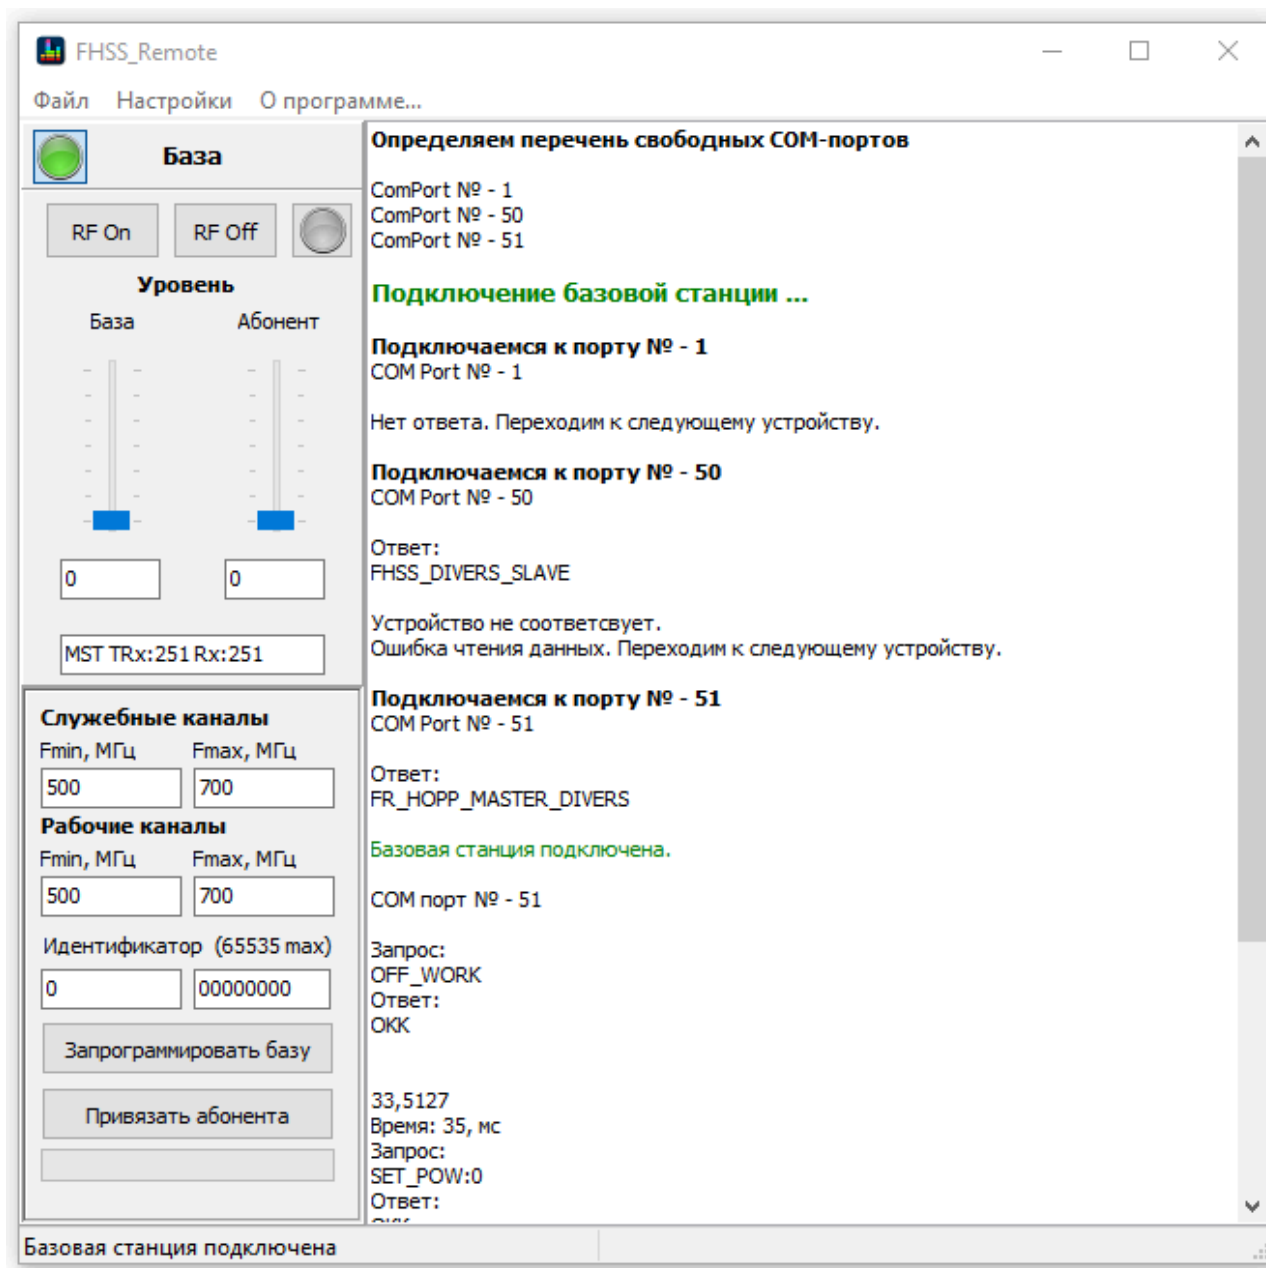 FHSS_Remote
Файл Настройки О программе...
База
RF On RF Off
Уровень
База Абонент
0 0
MST TRx:251 Rx:251
Служебные каналы
Fmin, МГц Fmax, МГц
500 700
Рабочие каналы
Fmin, МГц Fmax, МГц
500 700
Идентификатор (65535 max)
0 00000000
Запрограммировать базу
Привязать абонента
Определяем перечень свободных COM-портов
ComPort № - 1
ComPort № - 50
ComPort № - 51
Подключение базовой станции ...
Подключаемся к порту № - 1
COM Port № - 1
Нет ответа. Переходим к следующему устройству.
Подключаемся к порту № - 50
COM Port № - 50
Ответ:
FHSS_DIVERS_SLAVE
Устройство не соответсвует.
Ошибка чтения данных. Переходим к следующему устройству.
Подключаемся к порту № - 51
COM Port № - 51
Ответ:
FR_HOPP_MASTER_DIVERS
Базовая станция подключена.
COM порт № - 51
Запрос:
OFF_WORK
Ответ:
OKK
33,5127
Время: 35, мс
Запрос:
SET_POW:0
Ответ:
Базовая станция подключена